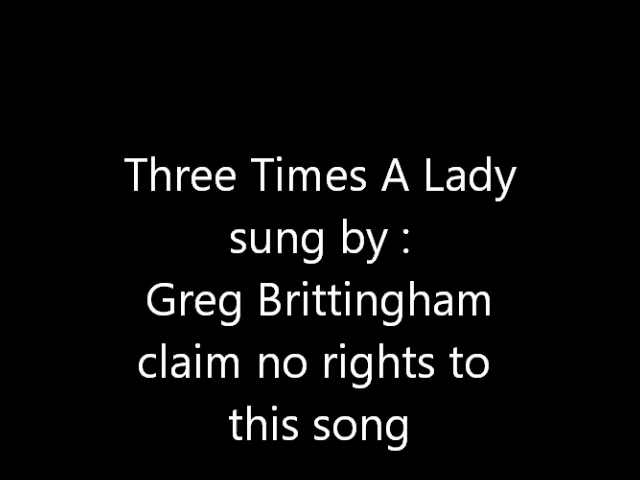 Three Times A Lady
sung by :
Greg Brittingham
claim no rights to
this song